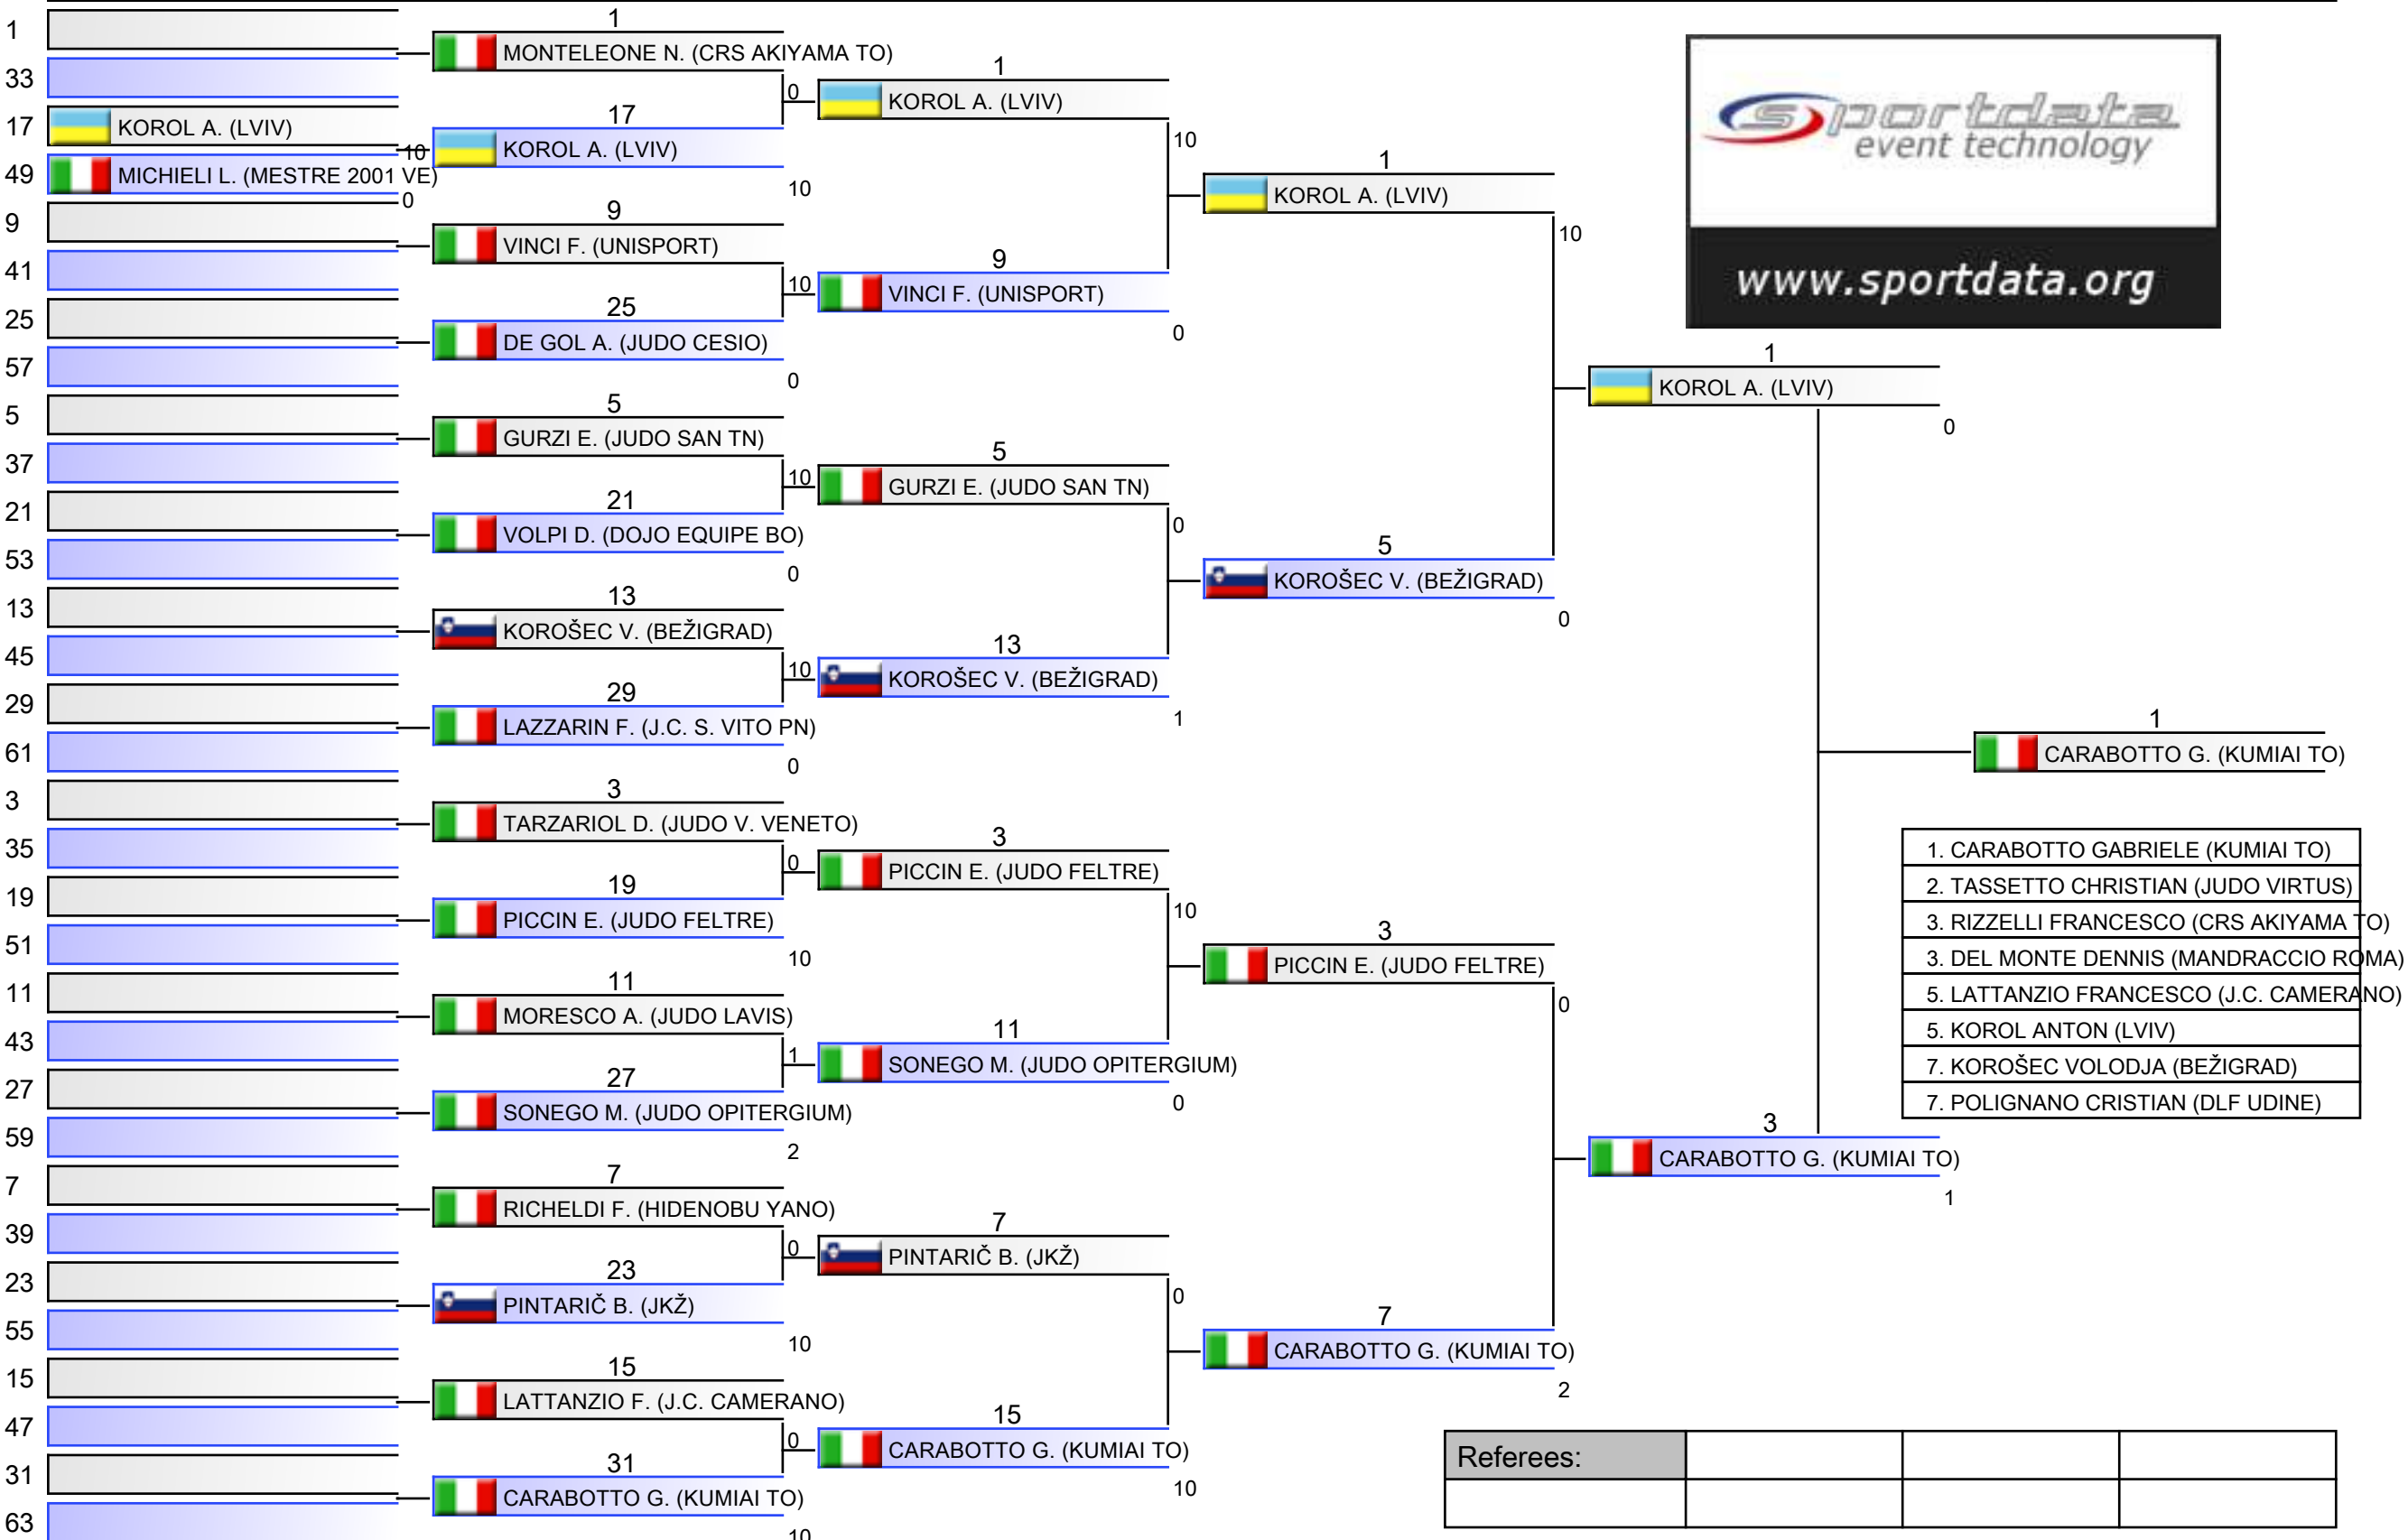 1
33
17 KOROL A. (LVIV) 10
49 MICHIELI L. (MESTRE 2001 VE) 0
9
41
25
57
5
37
21
53
13
45
29
61
3
35
19
51
11
43
27
59
7
39
23
55
15
47
31
63
1
MONTELEONE N. (CRS AKIYAMA TO)
0
17
KOROL A. (LVIV)
10
9
VINCI F. (UNISPORT)
10
25
DE GOL A. (JUDO CESIO)
0
5
GURZI E. (JUDO SAN TN)
10
21
VOLPI D. (DOJO EQUIPE BO)
0
13
KOROŠEC V. (BEŽIGRAD)
10
29
LAZZARIN F. (J.C. S. VITO PN)
0
3
TARZARIOL D. (JUDO V. VENETO)
0
19
PICCIN E. (JUDO FELTRE)
10
11
MORESCO A. (JUDO LAVIS)
1
27
SONEGO M. (JUDO OPITERGIUM)
2
7
RICHELDI F. (HIDENOBU YANO)
0
23
PINTARIČ B. (JKŽ)
10
15
LATTANZIO F. (J.C. CAMERANO)
0
31
CARABOTTO G. (KUMIAI TO)
10
1
KOROL A. (LVIV)
10
9
VINCI F. (UNISPORT)
0
5
GURZI E. (JUDO SAN TN)
0
13
KOROŠEC V. (BEŽIGRAD)
1
3
PICCIN E. (JUDO FELTRE)
10
11
SONEGO M. (JUDO OPITERGIUM)
0
7
PINTARIČ B. (JKŽ)
0
15
CARABOTTO G. (KUMIAI TO)
10
1
KOROL A. (LVIV)
10
5
KOROŠEC V. (BEŽIGRAD)
0
3
PICCIN E. (JUDO FELTRE)
0
7
CARABOTTO G. (KUMIAI TO)
2
sportdata
event technology
www.sportdata.org
1
KOROL A. (LVIV)
0
3
CARABOTTO G. (KUMIAI TO)
1
1
CARABOTTO G. (KUMIAI TO)
1. CARABOTTO GABRIELE (KUMIAI TO)
2. TASSETTO CHRISTIAN (JUDO VIRTUS)
3. RIZZELLI FRANCESCO (CRS AKIYAMA TO)
3. DEL MONTE DENNIS (MANDRACCIO ROMA)
5. LATTANZIO FRANCESCO (J.C. CAMERANO)
5. KOROL ANTON (LVIV)
7. KOROŠEC VOLODJA (BEŽIGRAD)
7. POLIGNANO CRISTIAN (DLF UDINE)
Referees: